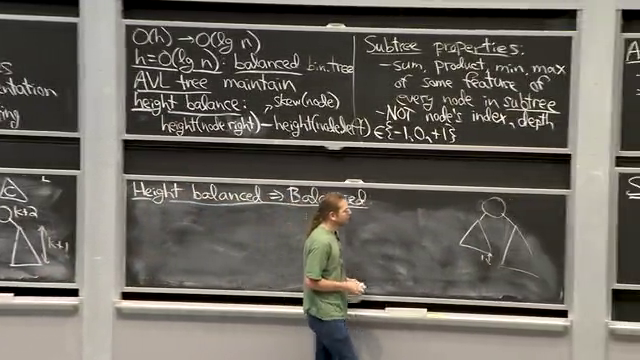 entation
O(h) → O(lg n)
h = O(lg n): balanced bin. tree
AVL tree maintain
height balance: skew(node)
height(node.right) – height(node.left) ∈ {-1, 0, +1}
Subtree properties:
- sum, product, min, max
of some feature of
every node in subtree
- NOT node's index, depth
Height balanced ⇒
k+2
k+1